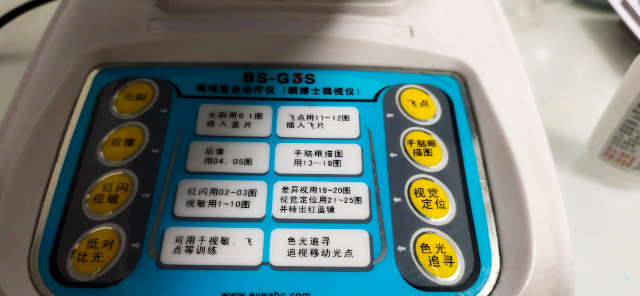 BS-G3S
弱视复合治疗仪（眼博士弱视仪）
光刷
后像
红闪
视敏
低对
比光
光刷用01图
插入蓝片
飞点用11~12图
插入飞片
后像
用04.05图
手脑眼描图
用13~18图
红闪用02-03图
视敏用1~10图
差异视用19~20图
视觉定位用21~25图
并转出红蓝镜
可用于视敏、飞
点等训练
色光追寻
追视移动光点
飞点
手脑眼
描图
视觉
定位
色光
追寻
www.eyeabc.com